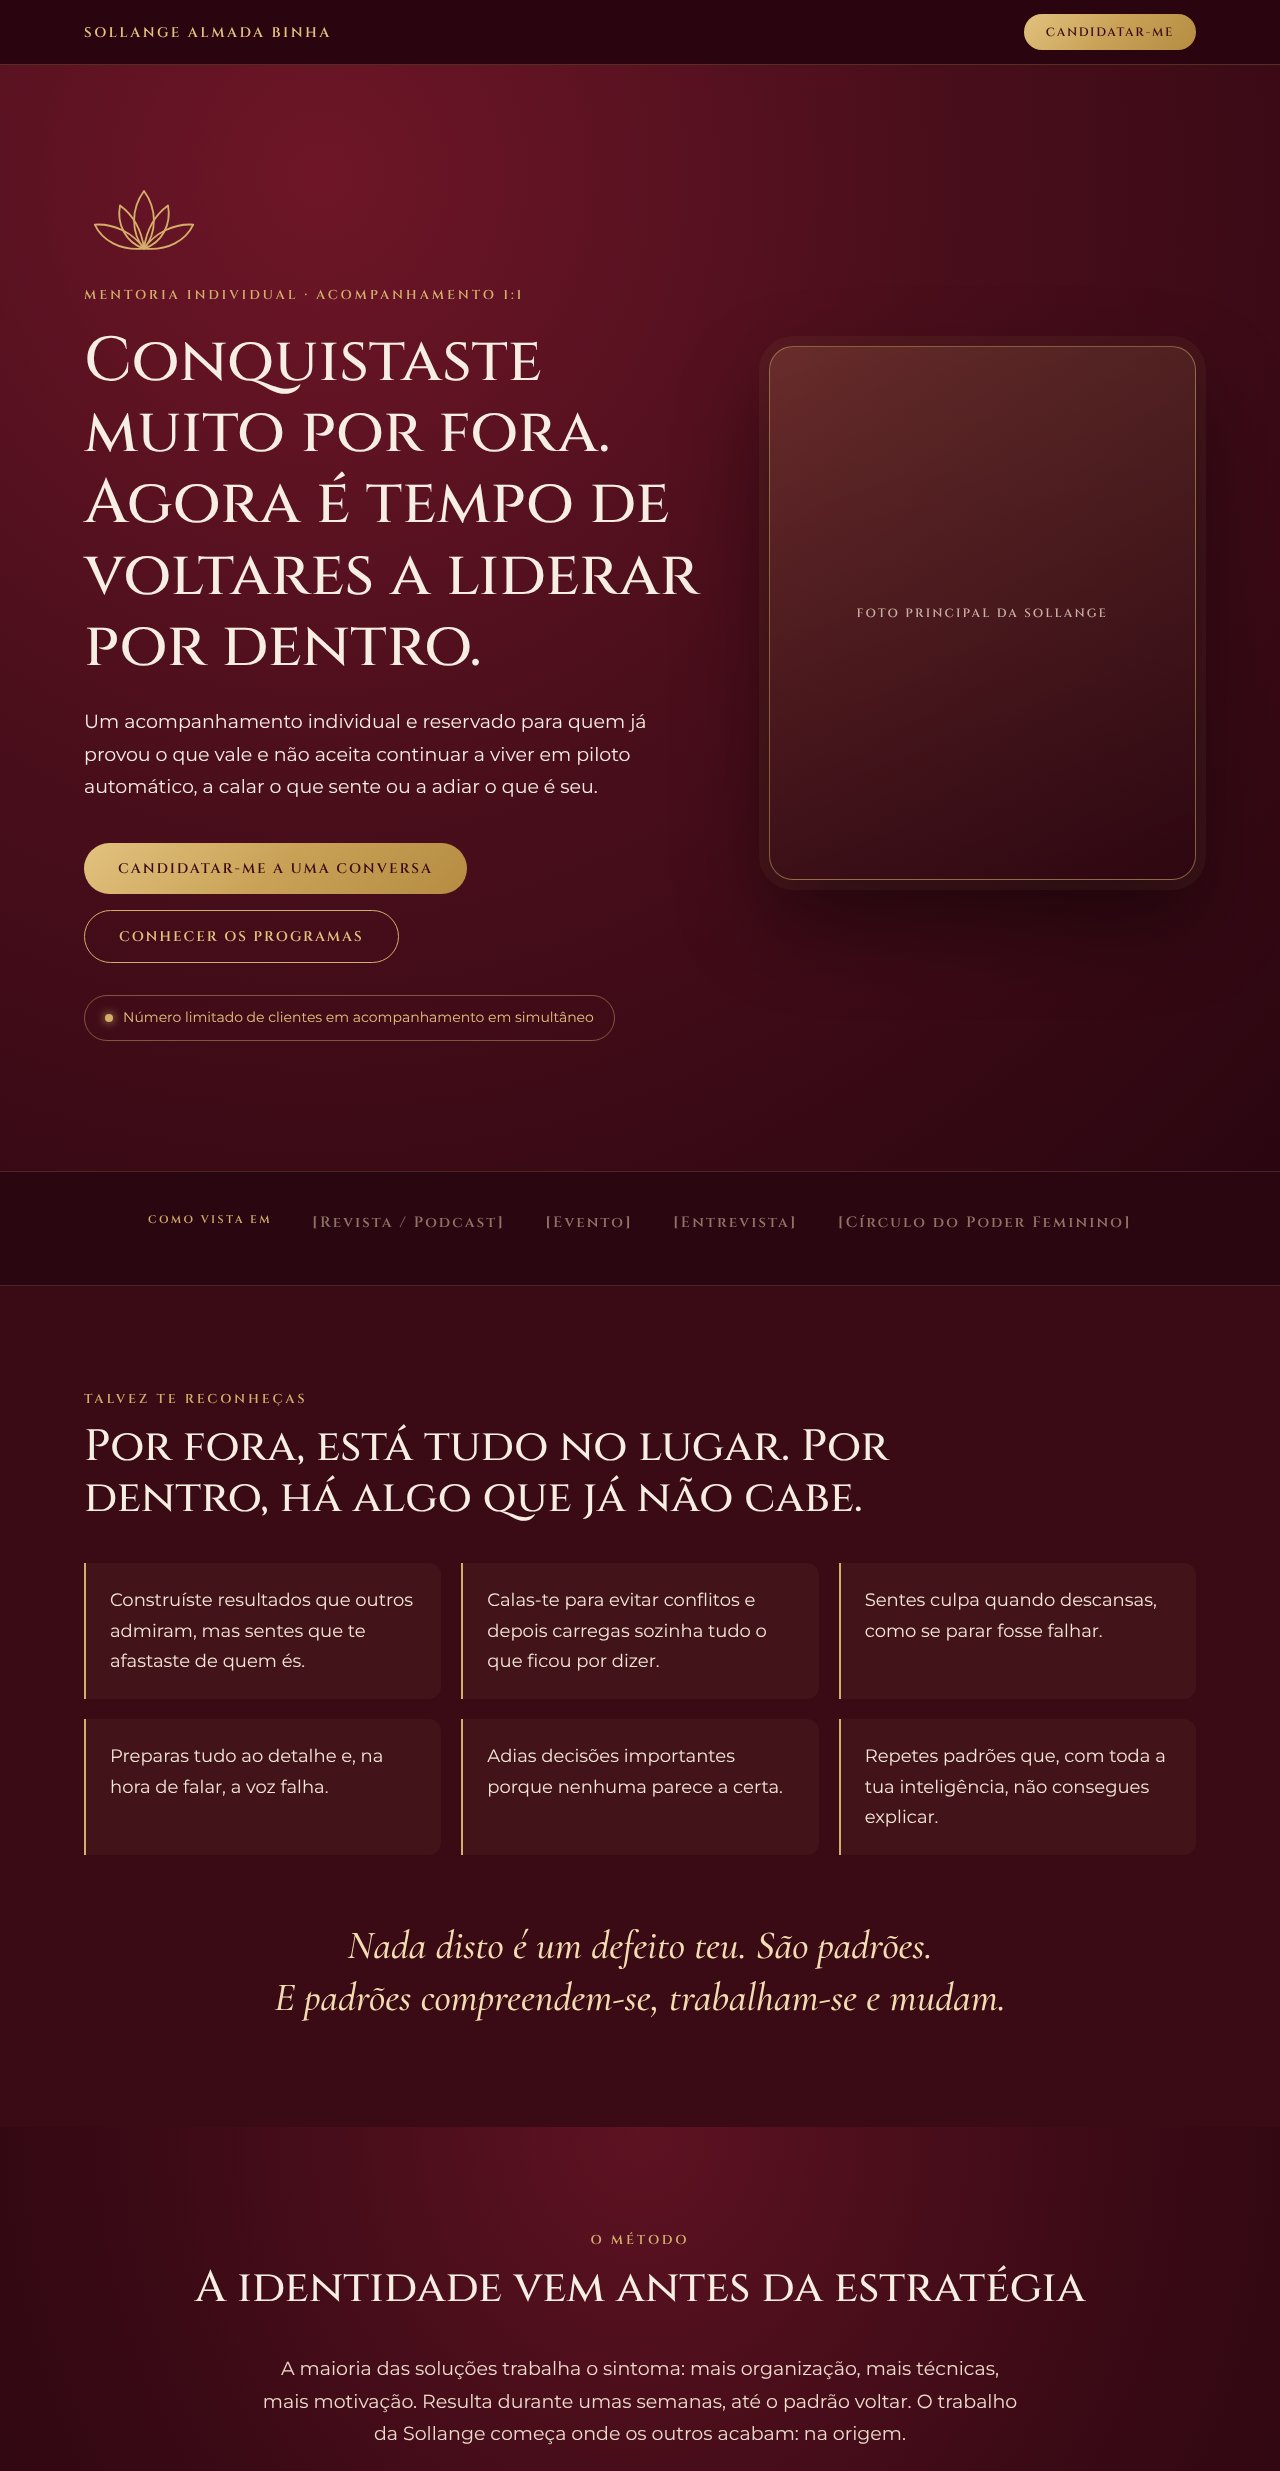 SOLLANGE ALMADA BINHA
CANDIDATAR-ME
MENTORIA INDIVIDUAL · ACOMPANHAMENTO 1:1
Conquistaste
muito por fora.
Agora é tempo de
voltares a liderar
por dentro.
Um acompanhamento individual e reservado para quem já
provou o que vale e não aceita continuar a viver em piloto
automático, a calar o que sente ou a adiar o que é seu.
CANDIDATAR-ME A UMA CONVERSA
CONHECER OS PROGRAMAS
Número limitado de clientes em acompanhamento em simultâneo
FOTO PRINCIPAL DA SOLLANGE
COMO VISTA EM
[Revista / Podcast]
[Evento]
[Entrevista]
[Círculo do Poder Feminino]
TALVEZ TE RECONHEÇAS
Por fora, está tudo no lugar. Por
dentro, há algo que já não cabe.
Construíste resultados que outros
admiram, mas sentes que te
afastaste de quem és.
Calas-te para evitar conflitos e
depois carregas sozinha tudo o
que ficou por dizer.
Sentes culpa quando descansas,
como se parar fosse falhar.
Preparas tudo ao detalhe e, na
hora de falar, a voz falha.
Adias decisões importantes
porque nenhuma parece a certa.
Repetes padrões que, com toda a
tua inteligência, não consegues
explicar.
Nada disto é um defeito teu. São padrões.
E padrões compreendem-se, trabalham-se e mudam.
O MÉTODO
A identidade vem antes da estratégia
A maioria das soluções trabalha o sintoma: mais organização, mais técnicas,
mais motivação. Resulta durante umas semanas, até o padrão voltar. O trabalho
da Sollange começa onde os outros acabam: na origem.